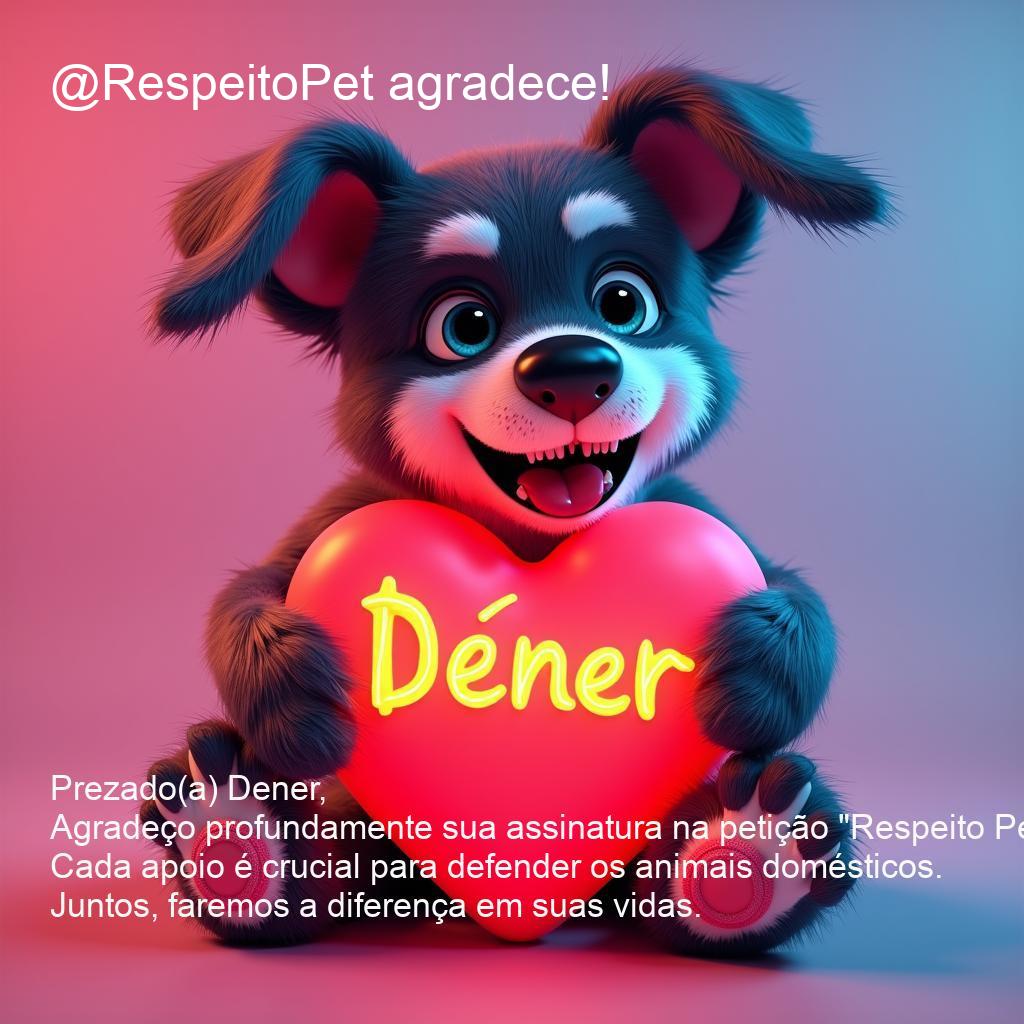 @RespeitoPet agradece!
Déner
Prezado(a) Dener,
Agradeço profundamente sua assinatura na petição "Respeito Pe
Cada apoio é crucial para defender os animais domésticos.
Juntos, faremos a diferença em suas vidas.